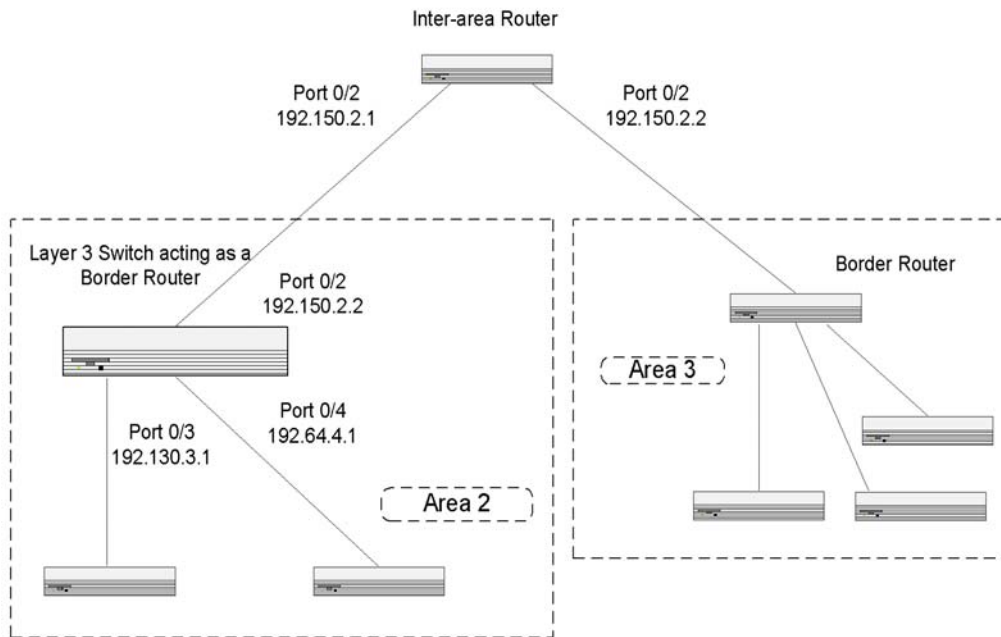 Inter-area Router
Port 0/2
192.150.2.1
Port 0/2
192.150.2.2
Layer 3 Switch acting as a
Border Router
Port 0/2
192.150.2.2
Border Router
Area 3
Port 0/3
192.130.3.1
Port 0/4
192.64.4.1
Area 2